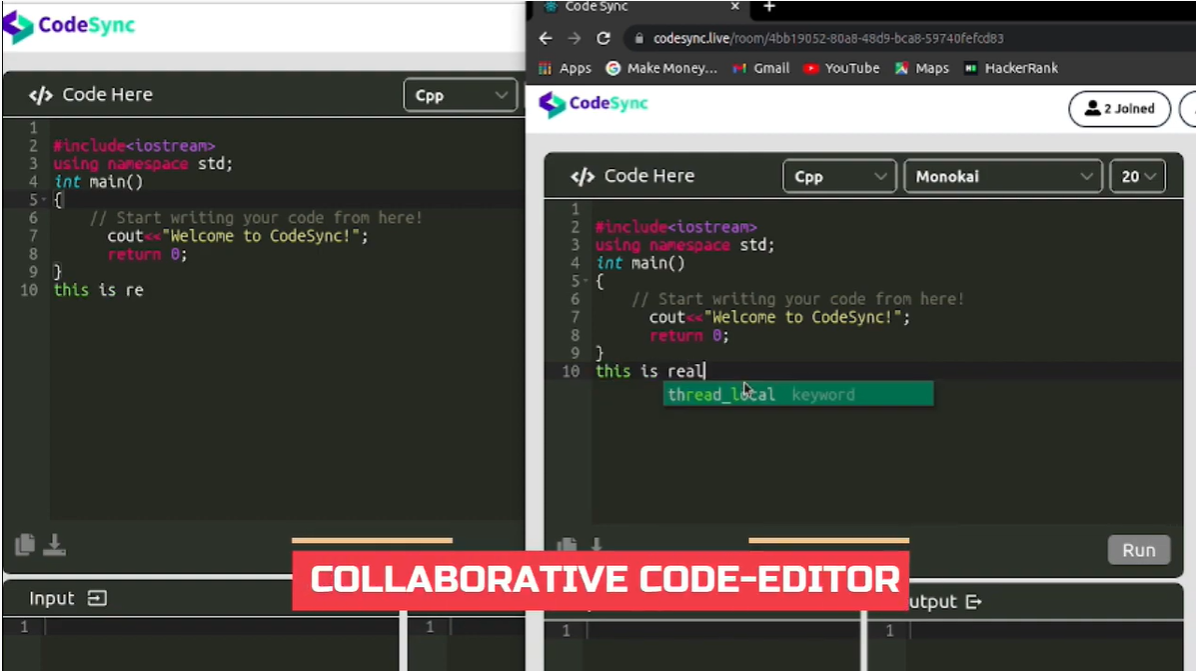 CodeSync
</> Code Here
Cpp
1
2 #include<iostream>
3 using namespace std;
4 int main()
5 {
6 // Start writing your code from here!
7 cout<<"Welcome to CodeSync!";
8 return 0;
9 }
10 this is re
Input
1
1
Code Sync
codesync.live/room/4bb19052-80a8-48d9-bca8-59740fefcd83
Apps Make Money... Gmail YouTube Maps HackerRank
CodeSync
2 Joined
</> Code Here
Cpp
Monokai
20
1
2 #include<iostream>
3 using namespace std;
4 int main()
5 {
6 // Start writing your code from here!
7 cout<<"Welcome to CodeSync!";
8 return 0;
9 }
10 this is real
thread_local keyword
Run
COLLABORATIVE CODE-EDITOR
utput
1
1